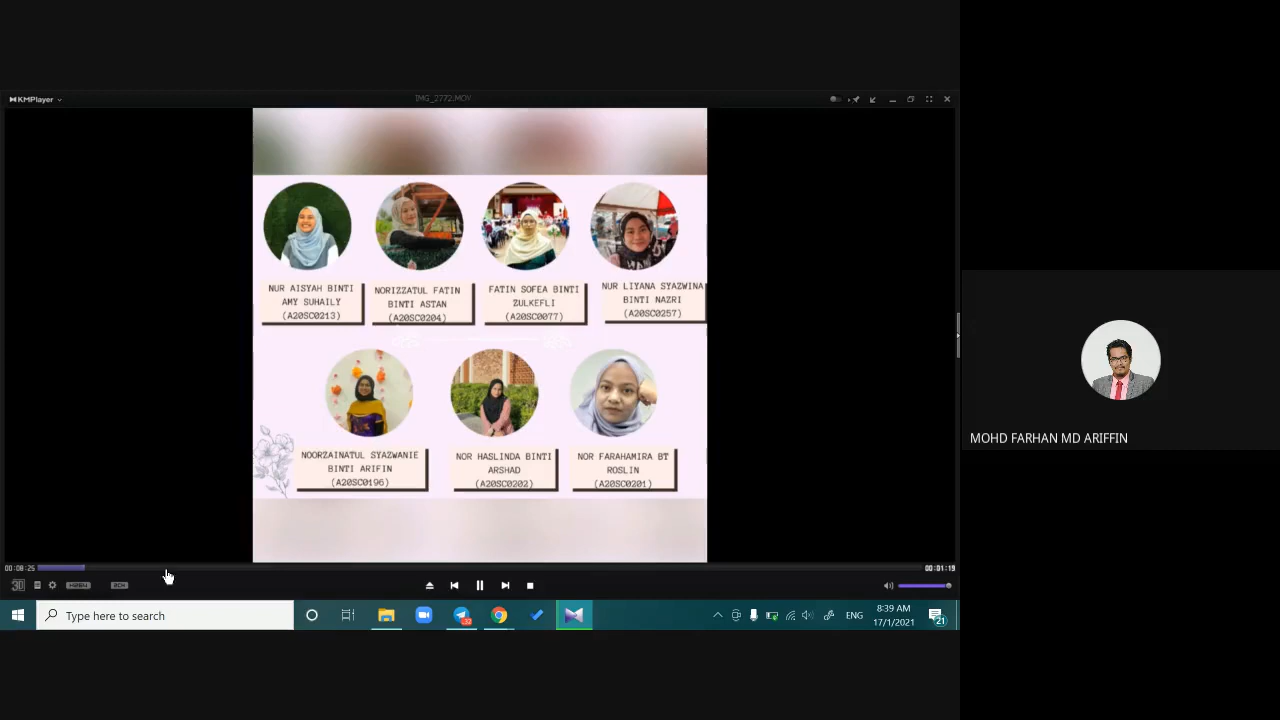 KMPlayer
IMG_2772.MOV
NUR AISYAH BINTI
AMY SUHAILY
(A20SC0213)
NORIZZATUL FATIN
BINTI ASTAN
(A20SC0204)
FATIN SOFEA BINTI
ZULKEFLI
(A20SC0077)
NUR LIYANA SYAZWINA
BINTI NAZRI
(A20SC0257)
NOORZAINATUL SYAZWANIE
BINTI ARIFIN
(A20SC0196)
NOR HASLINDA BINTI
ARSHAD
(A20SC0202)
NOR FARAHAMIRA BT
ROSLIN
(A20SC0201)
MOHD FARHAN MD ARIFFIN
00:01:19
3D
Type here to search
ENG
8:39 AM
17/1/2021
21